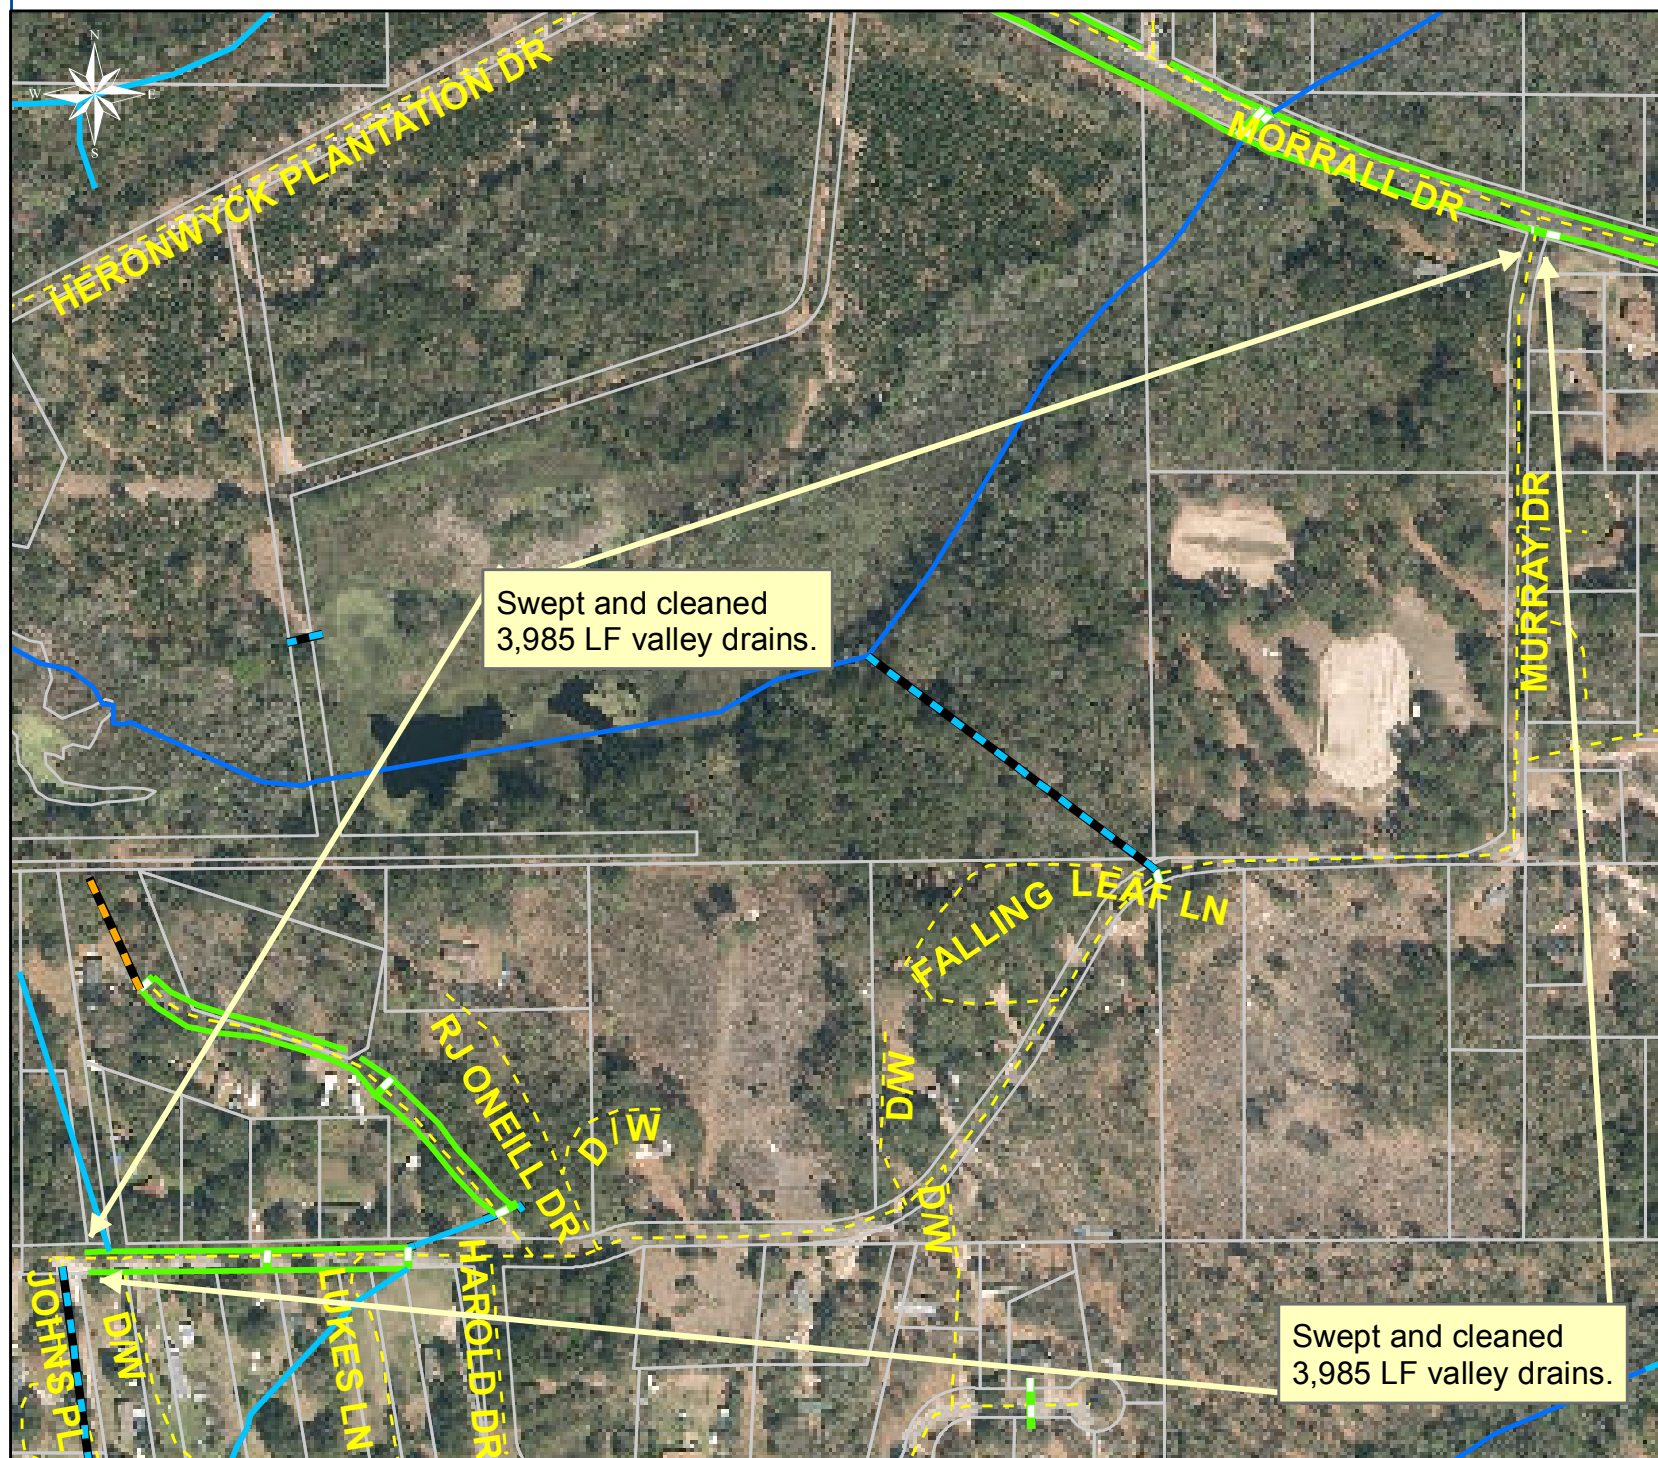 N
W E
S
HERONWYCK PLANTATION DR
MORRALL DR
MURRAY DR
Swept and cleaned
3,985 LF valley drains.
FALLING LEAF LN
RJ ONEILL DR
D/W
D/W
D/W
JOHNS PL
D/W
LUKES LN
HAROLD DR
Swept and cleaned
3,985 LF valley drains.